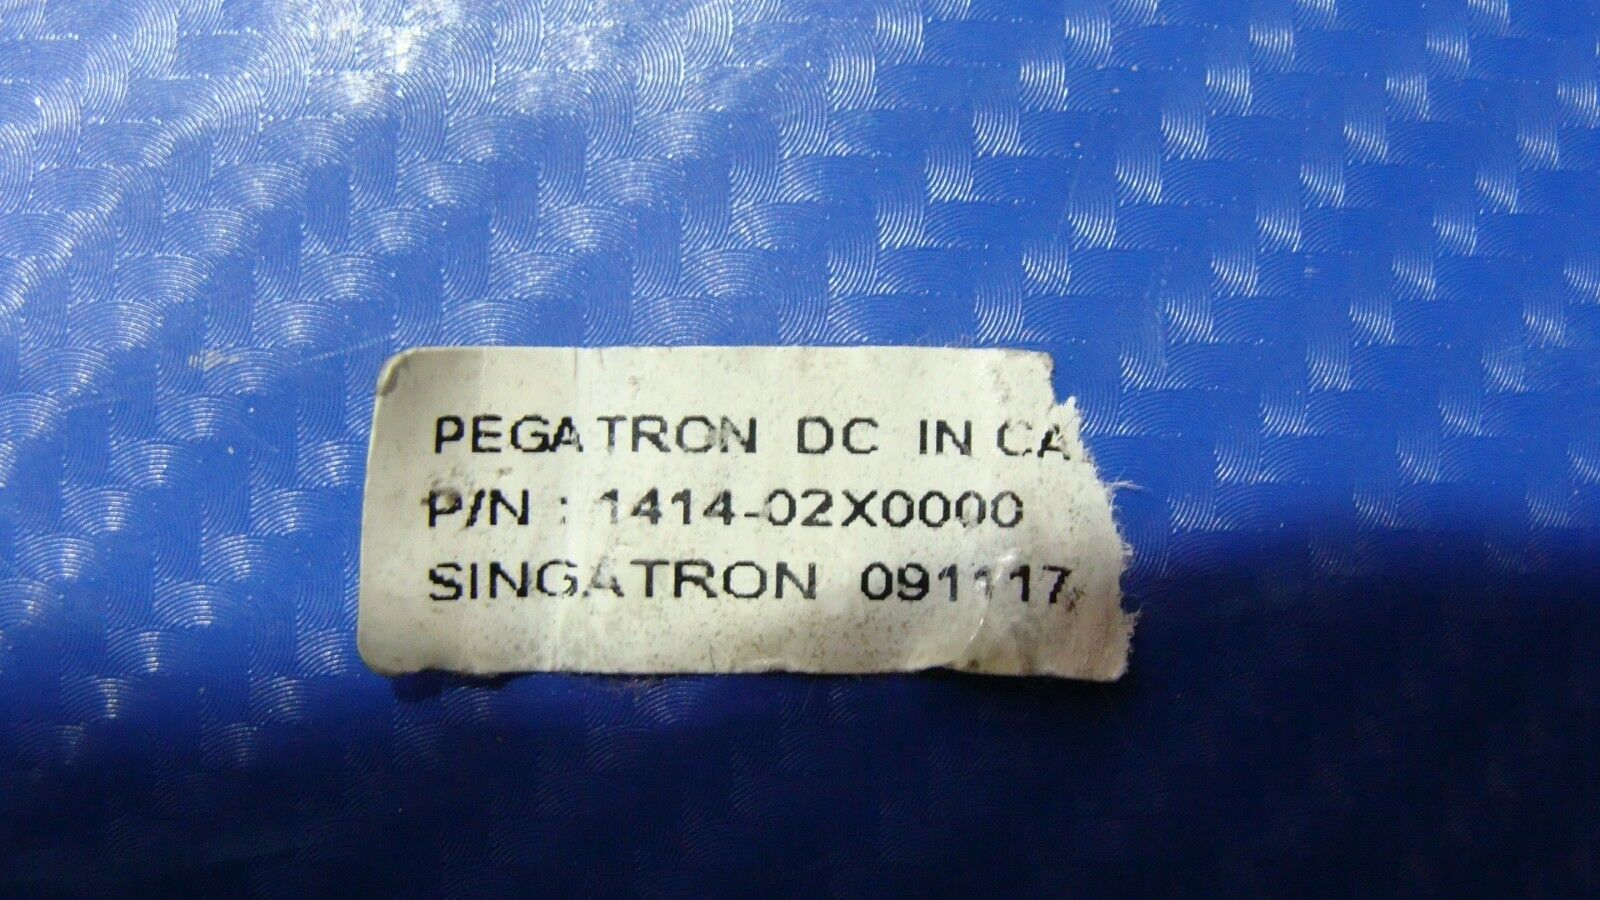 PEGATRON DC IN CA
P/N : 1414-02X0000
SINGATRON 091117